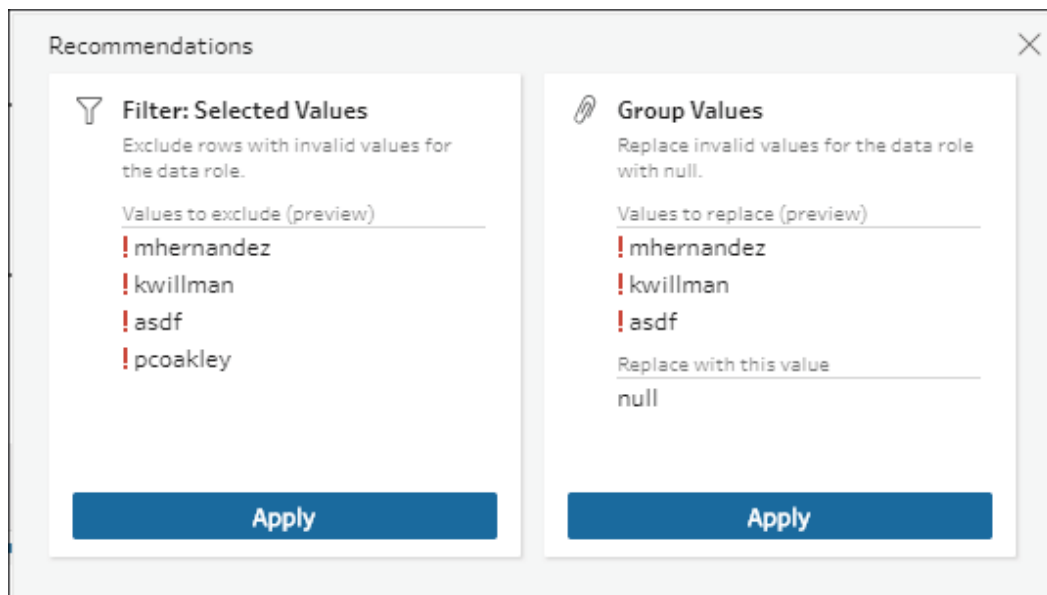 Recommendations
Filter: Selected Values
Exclude rows with invalid values for
the data role.
Values to exclude (preview)
!mhernandez
!kwillman
!asdf
!pcoakley
Apply
Group Values
Replace invalid values for the data role
with null.
Values to replace (preview)
!mhernandez
!kwillman
!asdf
Replace with this value
null
Apply